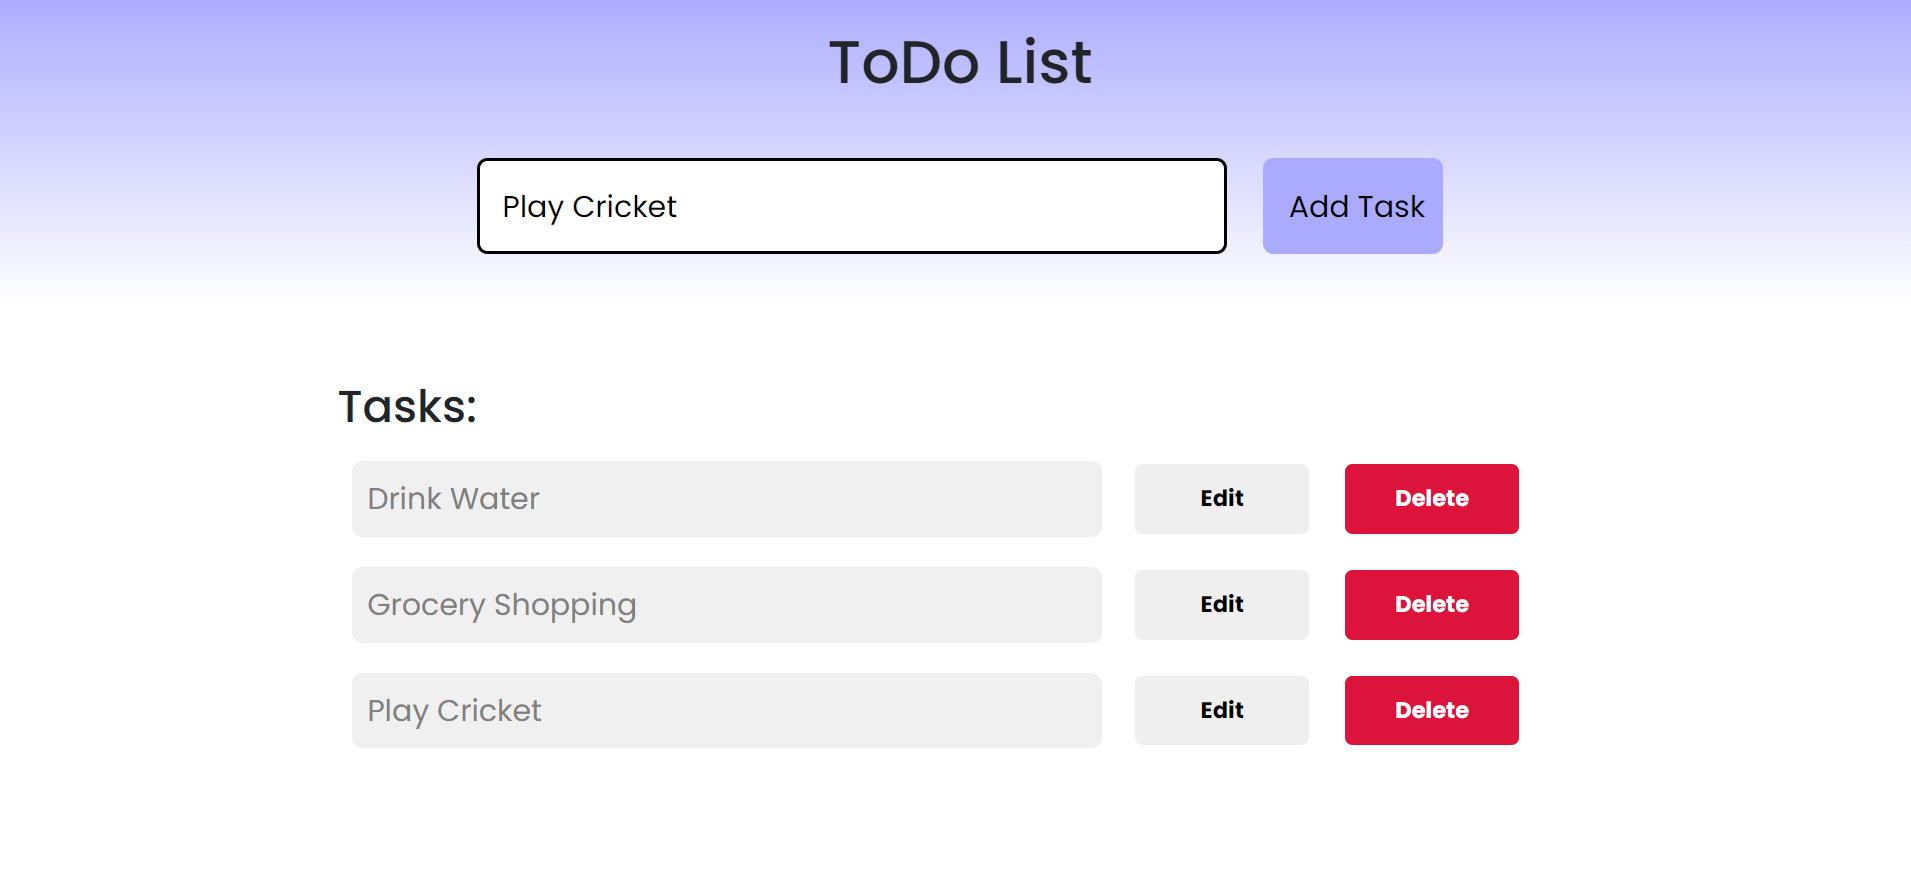 ToDo List
Play Cricket Add Task
Tasks:
Drink Water Edit Delete
Grocery Shopping Edit Delete
Play Cricket Edit Delete